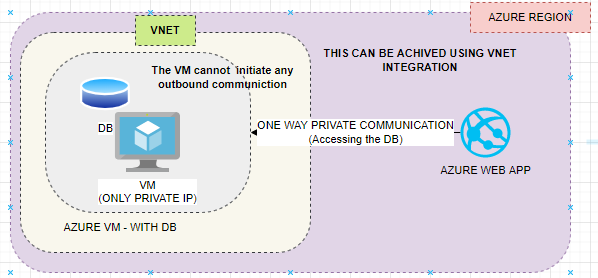 AZURE REGION
VNET
THIS CAN BE ACHIVED USING VNET
INTEGRATION
The VM cannot initiate any
outbound communiction
DB
ONE WAY PRIVATE COMMUNICATION
(Accessing the DB)
AZURE WEB APP
VM
(ONLY PRIVATE IP)
AZURE VM - WITH DB